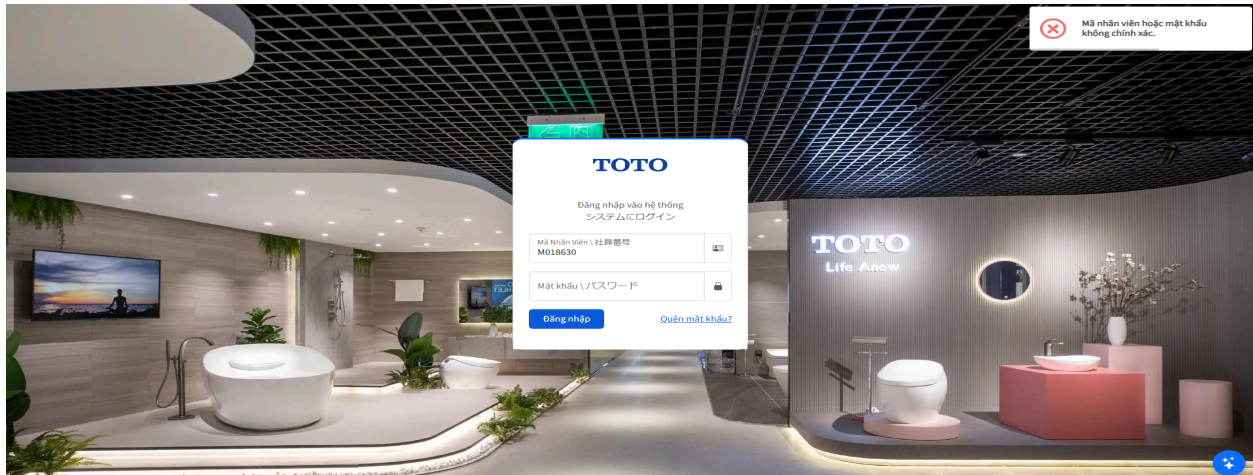 Mã nhân viên hoặc mật khẩu
không chính xác.
TOTO
Đăng nhập vào hệ thống
システムにログイン
Mã Nhân Viên \ 社員番号
M018630
Mật khẩu \ パスワード
Đăng nhập
Quên mật khẩu?
TOTO
Life Anew